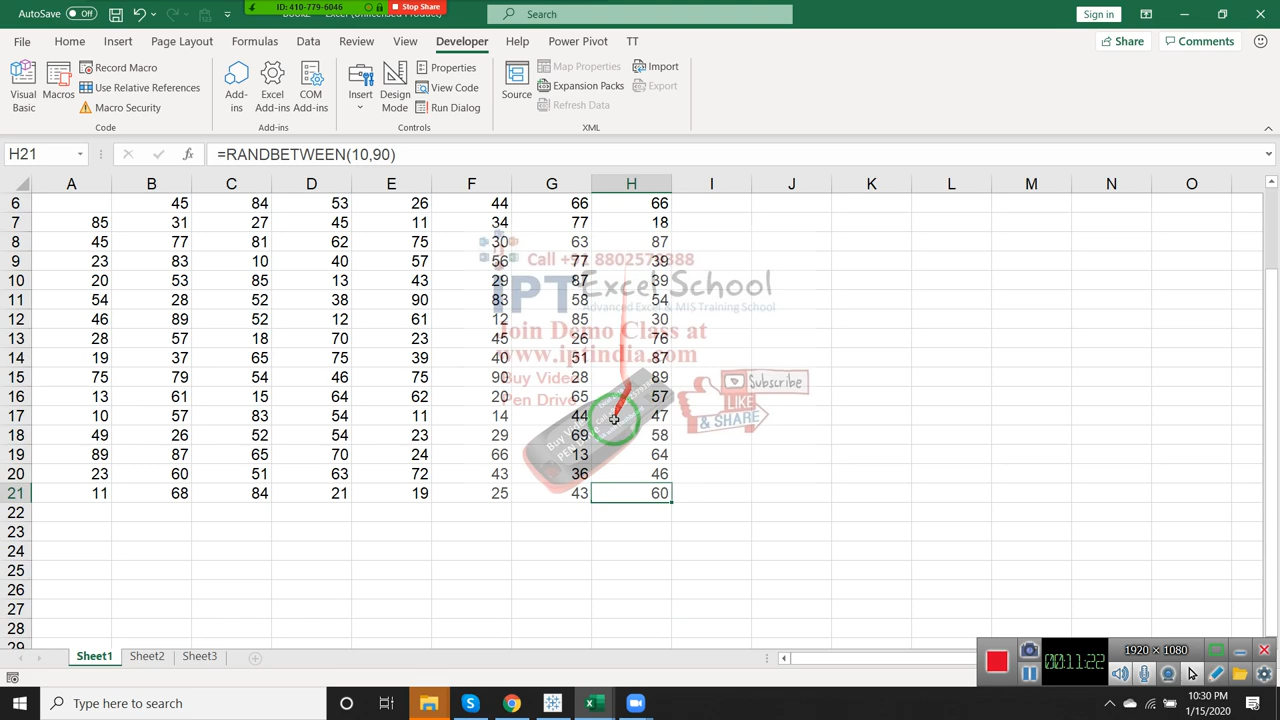 AutoSave Off
Book2 - Excel (Unlicensed Product)
ID: 410-779-6046 Stop Share
Search
Sign in
File Home Insert Page Layout Formulas Data Review View Developer Help Power Pivot TT Share Comments
Visual Basic
Macros
Record Macro
Use Relative References
Macro Security
Code
Add-ins
Excel Add-ins
COM Add-ins
Add-ins
Insert
Design Mode
Properties
View Code
Run Dialog
Controls
Source
Map Properties
Expansion Packs
Refresh Data
Import
Export
XML
H21 fx =RANDBETWEEN(10,90)
A B C D E F G H I J K L M N O
6 45 84 53 26 44 66 66
7 85 31 27 45 11 34 77 18
8 45 77 81 62 75 30 63 87
9 23 83 10 40 57 56 77 39
10 20 53 85 13 43 29 87 39
11 54 28 52 38 90 83 58 54
12 46 89 52 12 61 12 85 30
13 28 57 18 70 23 45 26 76
14 19 37 65 75 39 40 51 87
15 75 79 54 46 75 90 28 89
16 13 61 15 64 62 20 65 57
17 10 57 83 54 11 14 44 47
18 49 26 52 54 23 29 69 58
19 89 87 65 70 24 66 13 64
20 23 60 51 63 72 43 36 46
21 11 68 84 21 19 25 43 60
22
23
24
25
26
27
28
29
iPT Excel School
Advanced Excel & MIS Training School
Join Demo Class at
www.iptindia.com
Buy Video
Pen Drive
Subscribe
LIKE
& SHARE
Sheet1 Sheet2 Sheet3
1920 × 1080
00:11:22
Type here to search
10:30 PM
1/15/2020